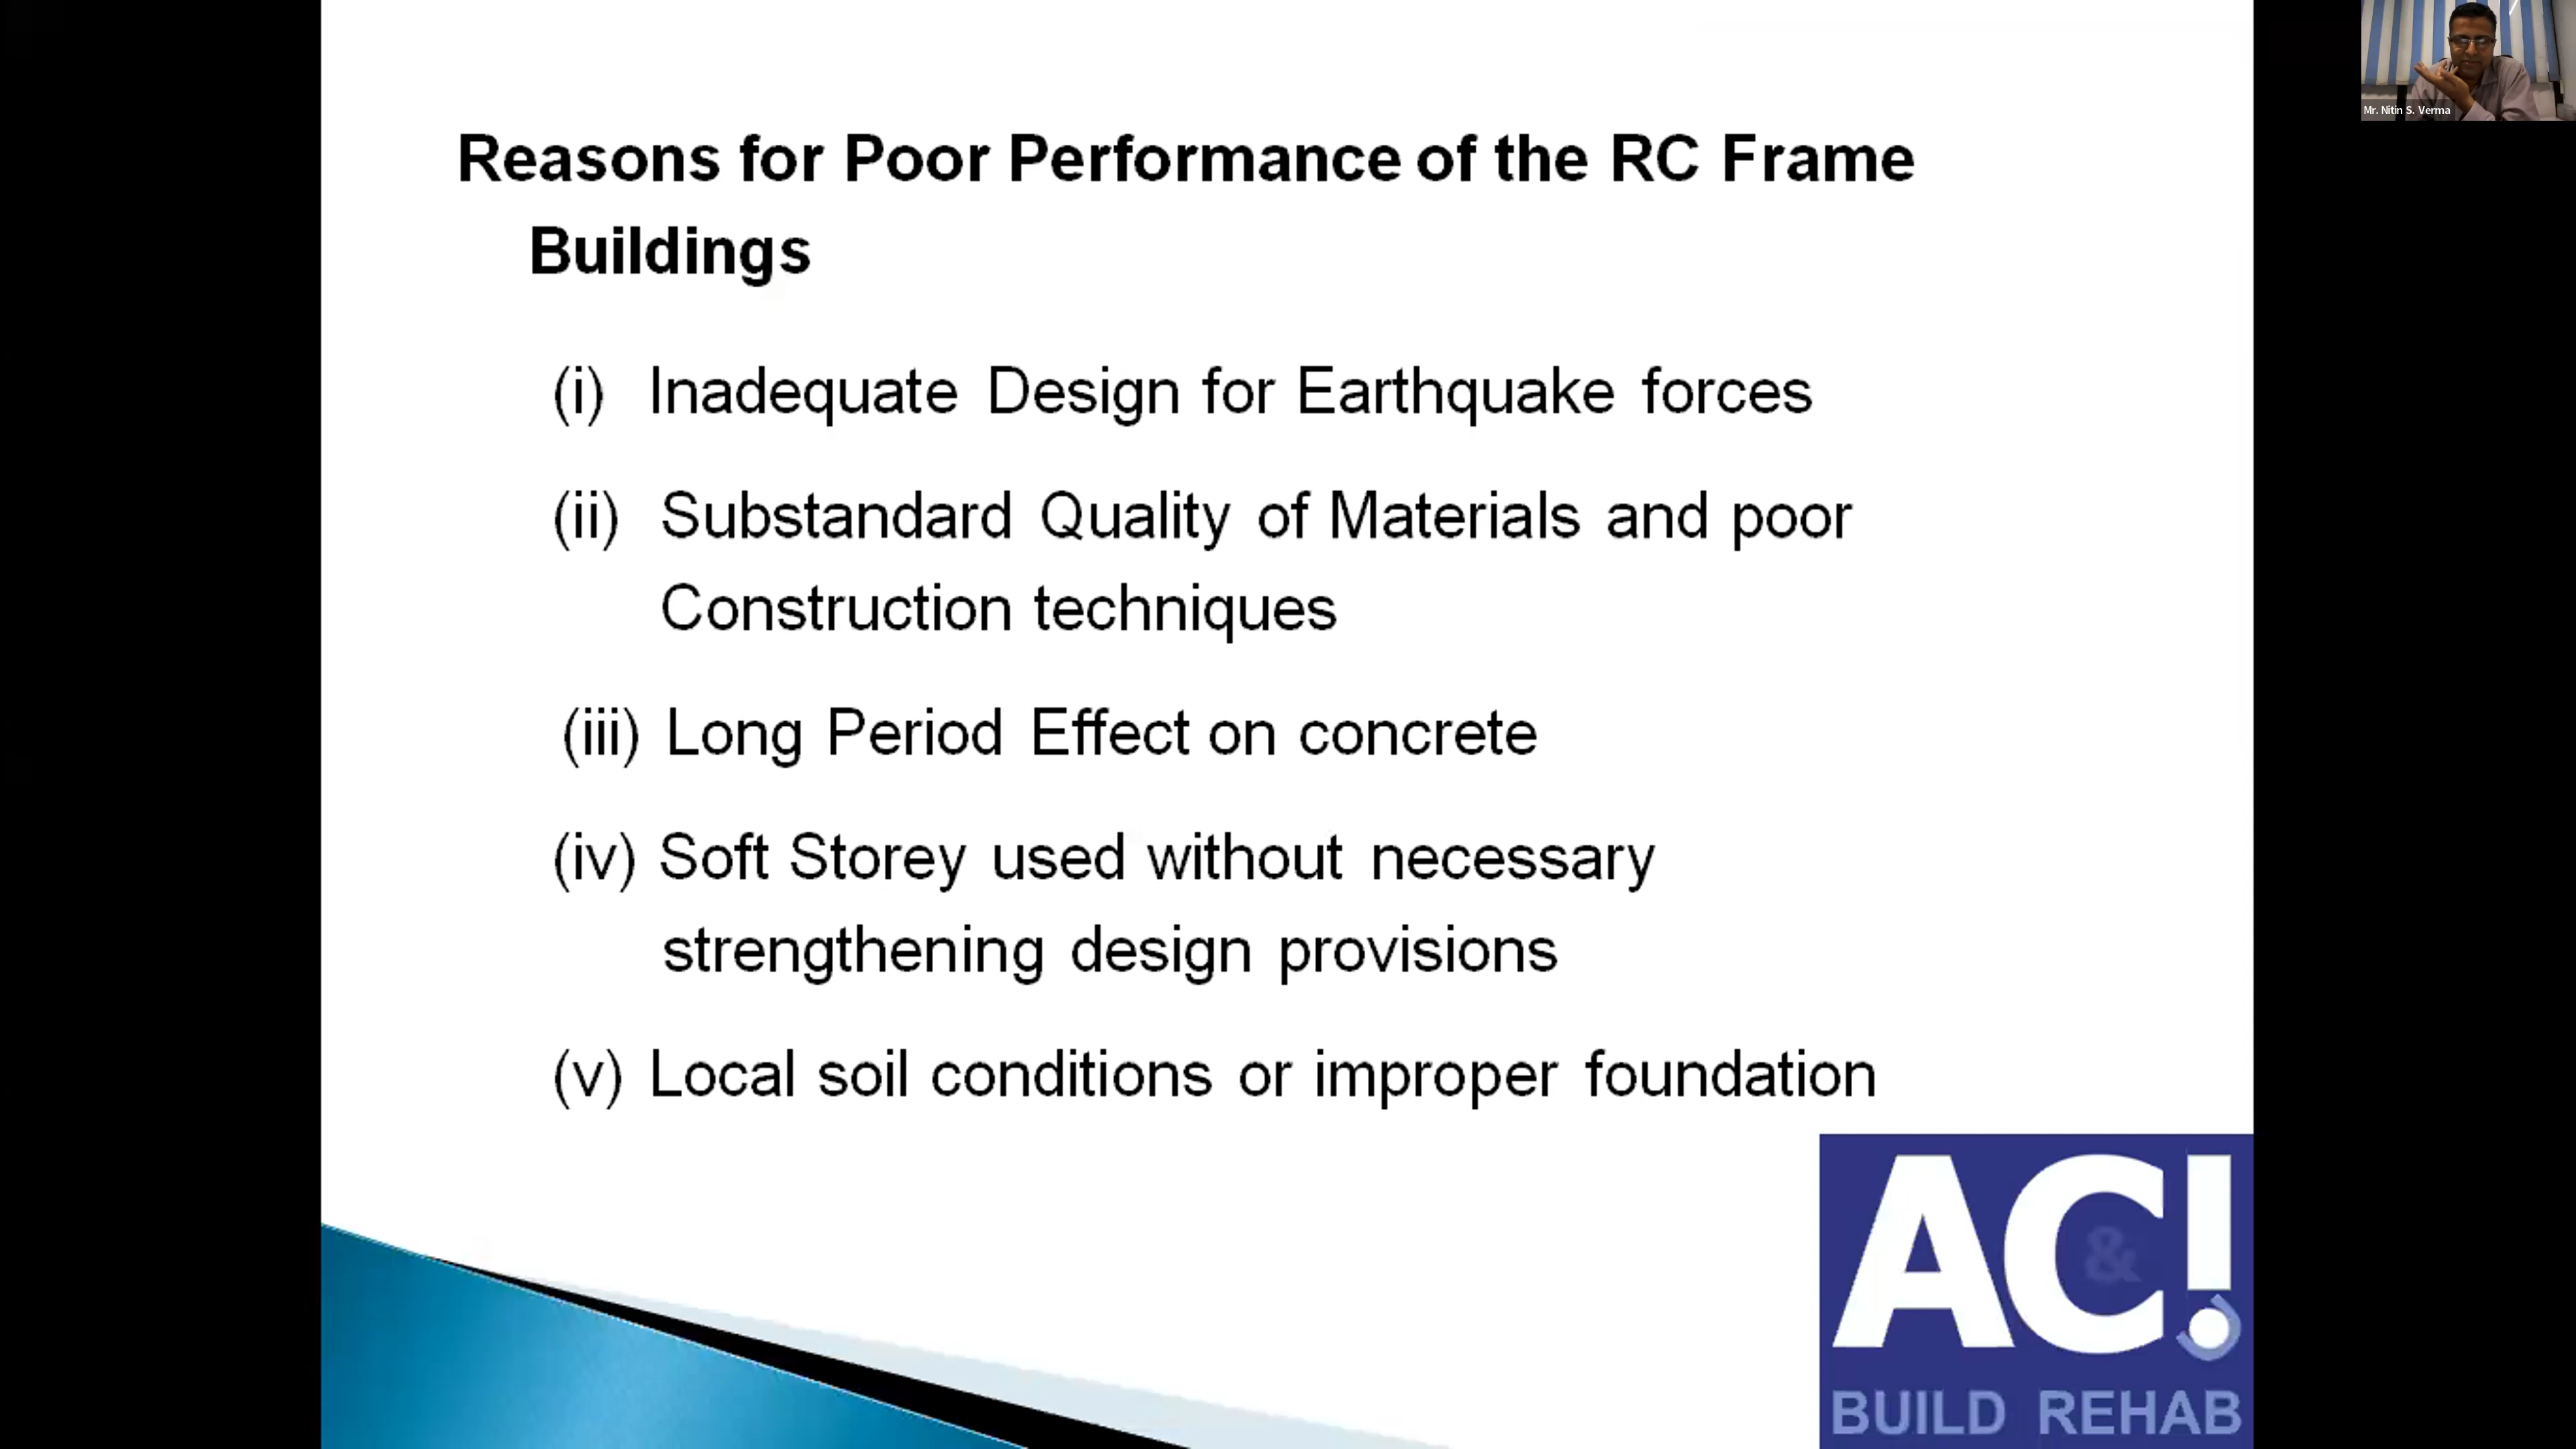 Mr. Nitin S. Verma
Reasons for Poor Performance of the RC Frame
Buildings
(i) Inadequate Design for Earthquake forces
(ii) Substandard Quality of Materials and poor
Construction techniques
(iii) Long Period Effect on concrete
(iv) Soft Storey used without necessary
strengthening design provisions
(v) Local soil conditions or improper foundation
AC!
&
BUILD REHAB